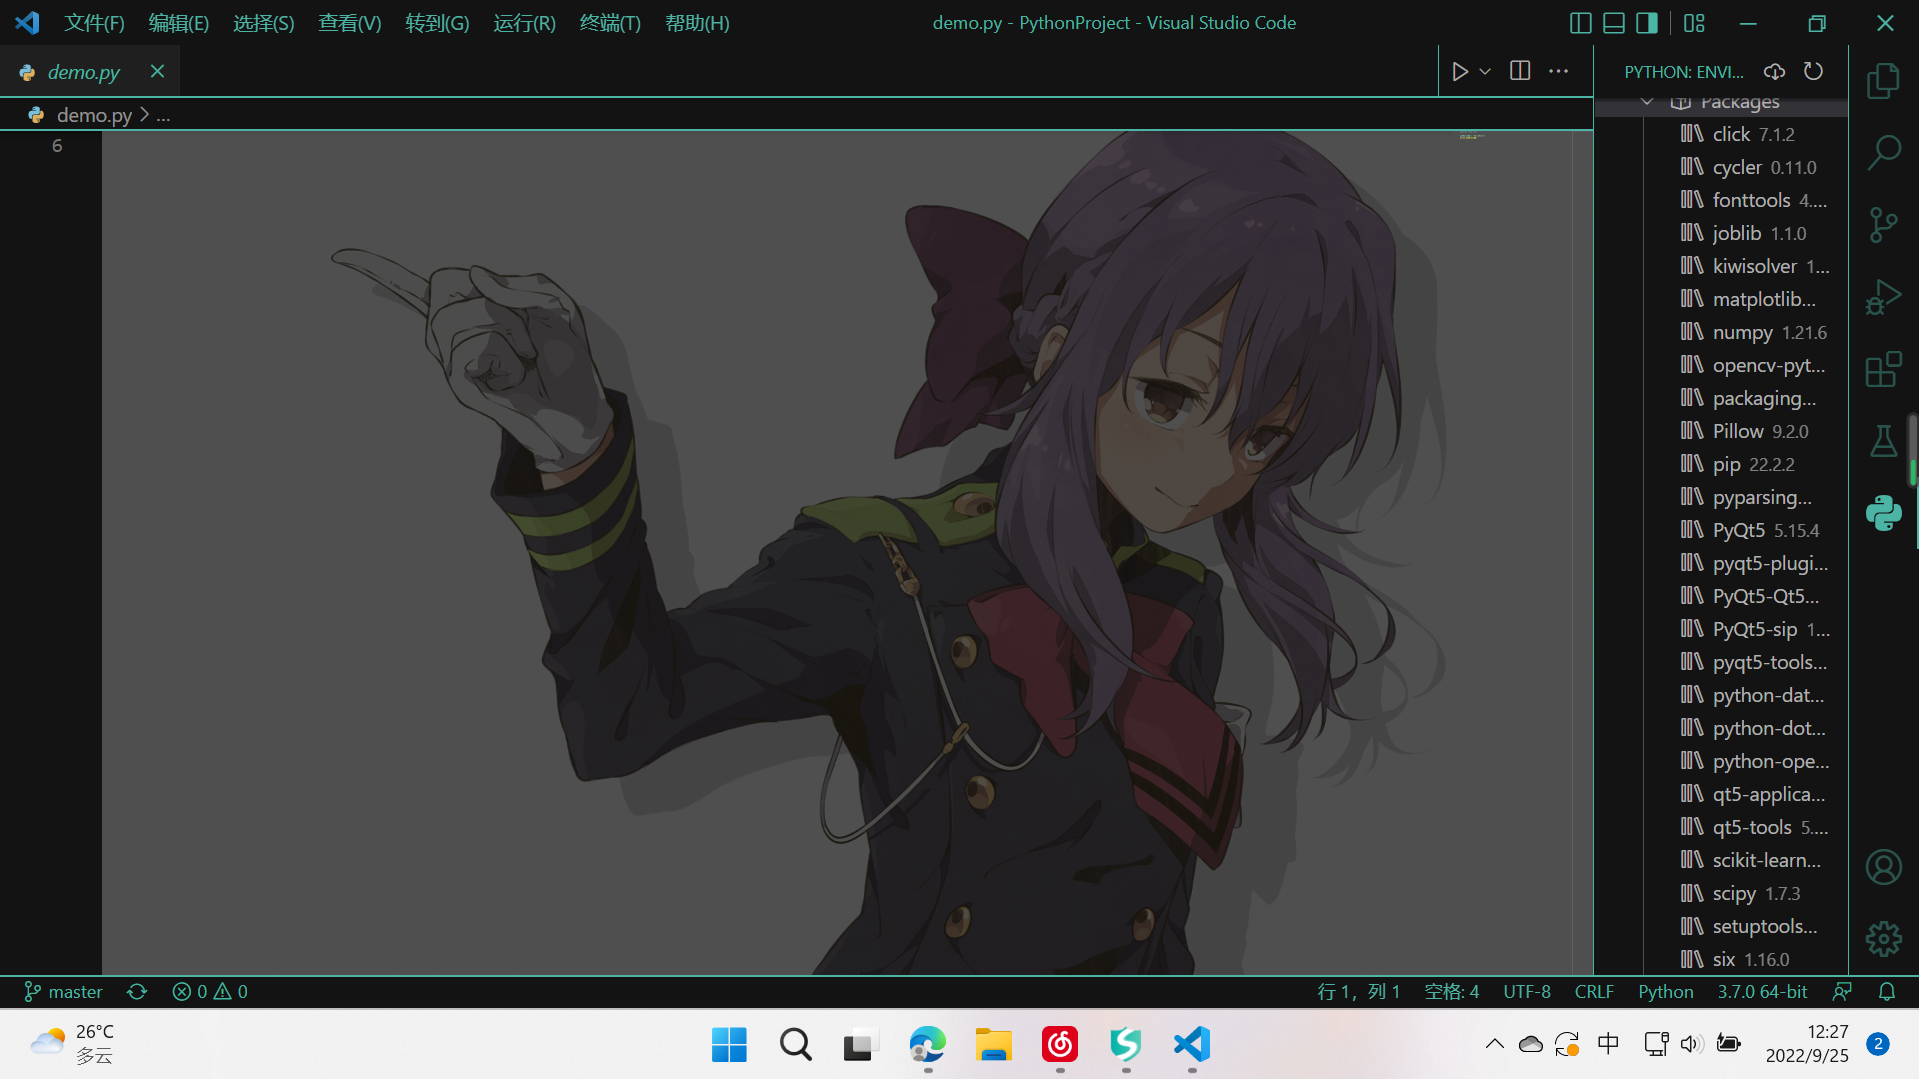 文件(F) 编辑(E) 选择(S) 查看(V) 转到(G) 运行(R) 终端(T) 帮助(H) demo.py - PythonProject - Visual Studio Code
demo.py
PYTHON: ENVI...
demo.py > ...
6
Packages
click 7.1.2
cycler 0.11.0
fonttools 4....
joblib 1.1.0
kiwisolver 1...
matplotlib...
numpy 1.21.6
opencv-pyt...
packaging...
Pillow 9.2.0
pip 22.2.2
pyparsing...
PyQt5 5.15.4
pyqt5-plugi...
PyQt5-Qt5...
PyQt5-sip 1...
pyqt5-tools...
python-dat...
python-dot...
python-ope...
qt5-applica...
qt5-tools 5....
scikit-learn...
scipy 1.7.3
setuptools...
six 1.16.0
master 0 0 行 1，列 1 空格: 4 UTF-8 CRLF Python 3.7.0 64-bit
26°C
多云
中
12:27
2022/9/25
2